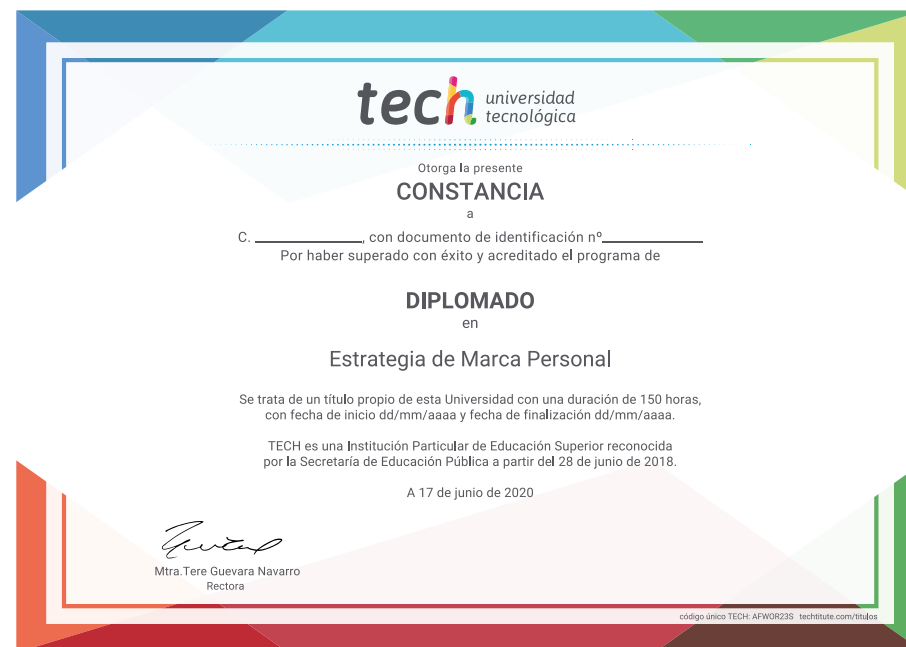 tech universidad
tecnológica
Otorga la presente
CONSTANCIA
a
C. ____________, con documento de identificación nº____________
Por haber superado con éxito y acreditado el programa de
DIPLOMADO
en
Estrategia de Marca Personal
Se trata de un título propio de esta Universidad con una duración de 150 horas,
con fecha de inicio dd/mm/aaaa y fecha de finalización dd/mm/aaaa.
TECH es una Institución Particular de Educación Superior reconocida
por la Secretaría de Educación Pública a partir del 28 de junio de 2018.
A 17 de junio de 2020
Mtra.Tere Guevara Navarro
Rectora
código único TECH: AFWOR23S techtitute.com/titulos